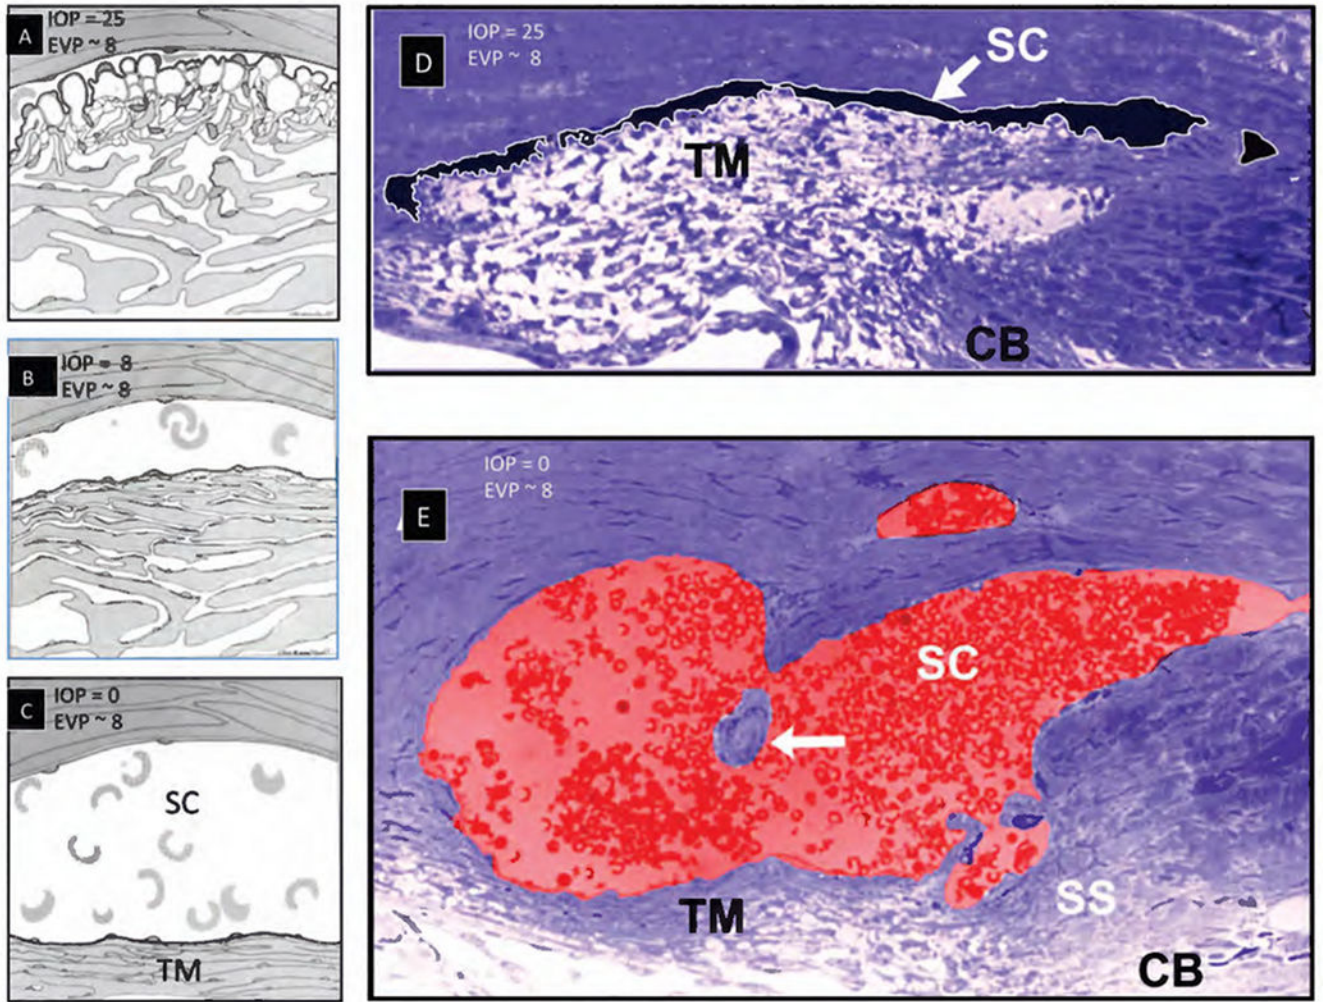 A
IOP = 25
EVP ~ 8
B
IOP = 8
EVP ~ 8
C
IOP = 0
EVP ~ 8
SC
TM
D
IOP = 25
EVP ~ 8
SC
TM
CB
E
IOP = 0
EVP ~ 8
SC
TM
SS
CB